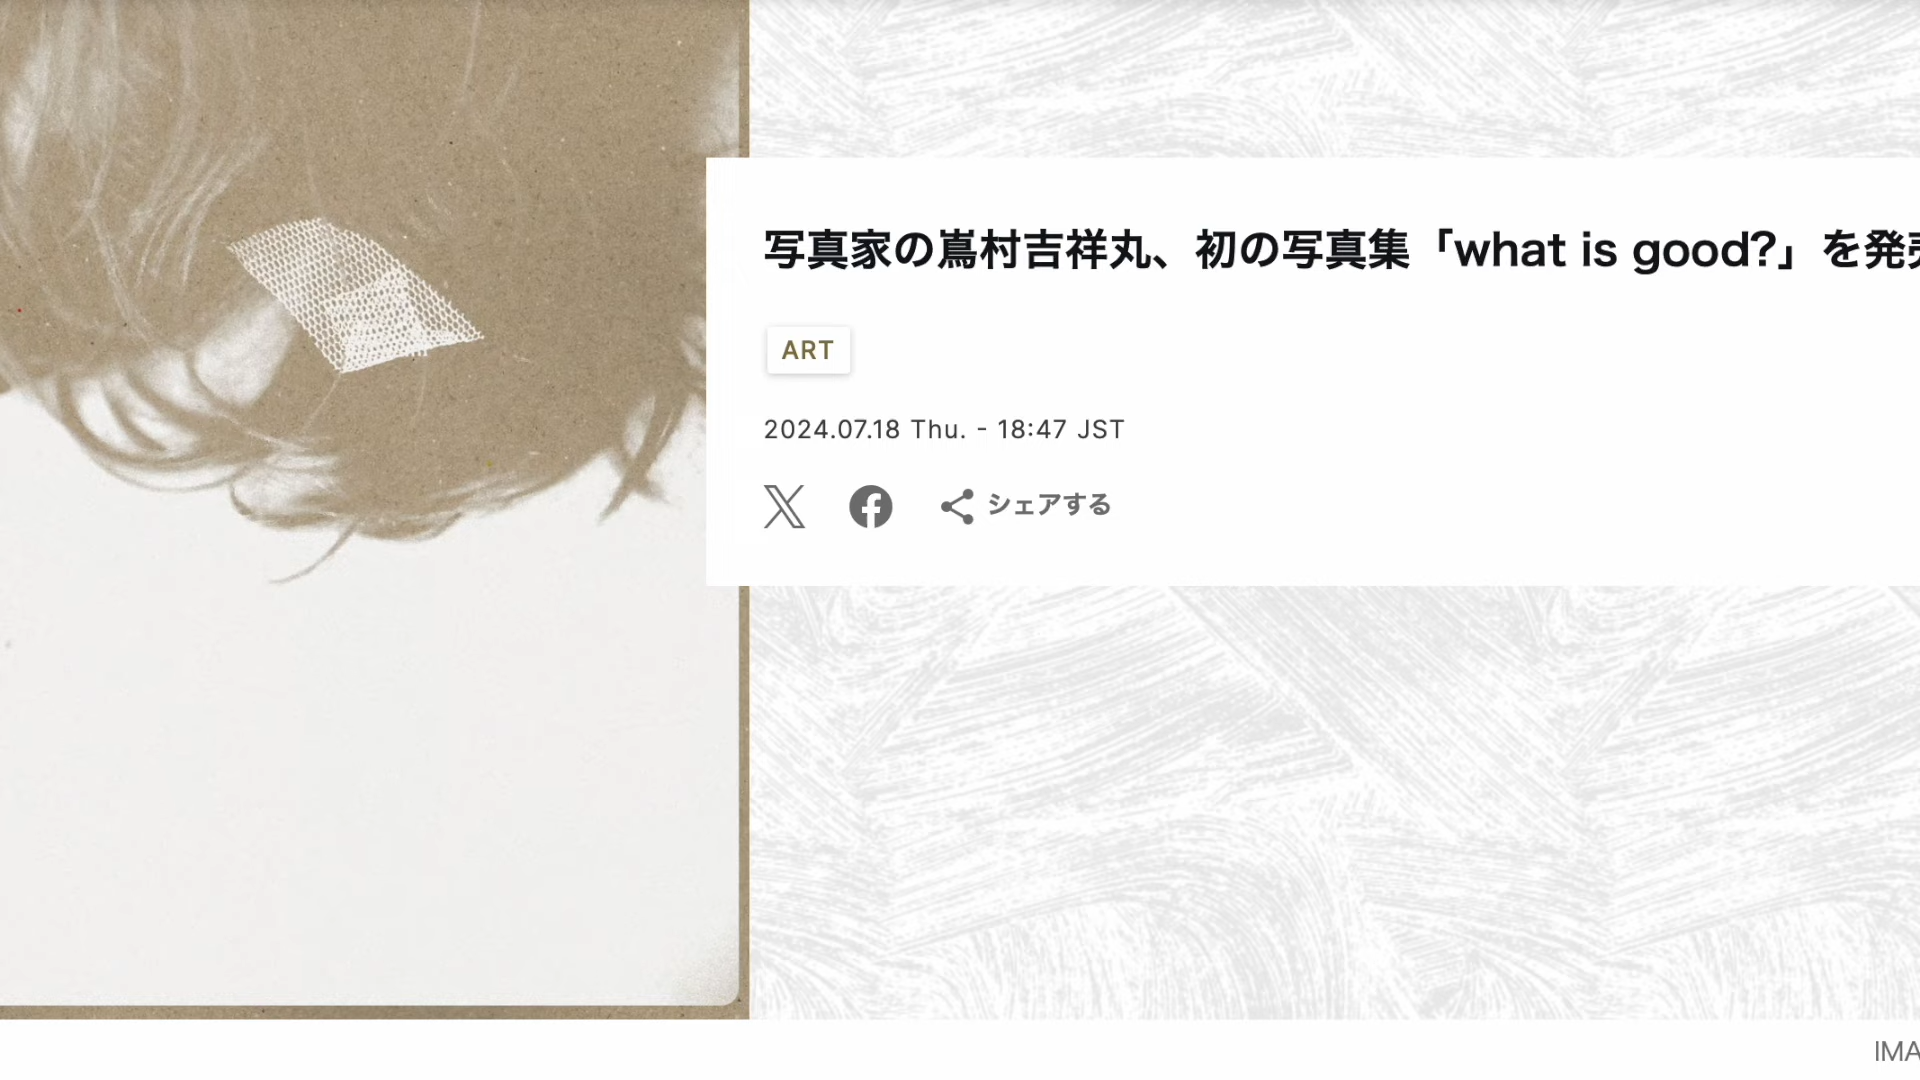 写真家の嶌村吉祥丸、初の写真集「what is good?」を発売
ART
2024.07.18 Thu. - 18:47 JST
シェアする
IMA